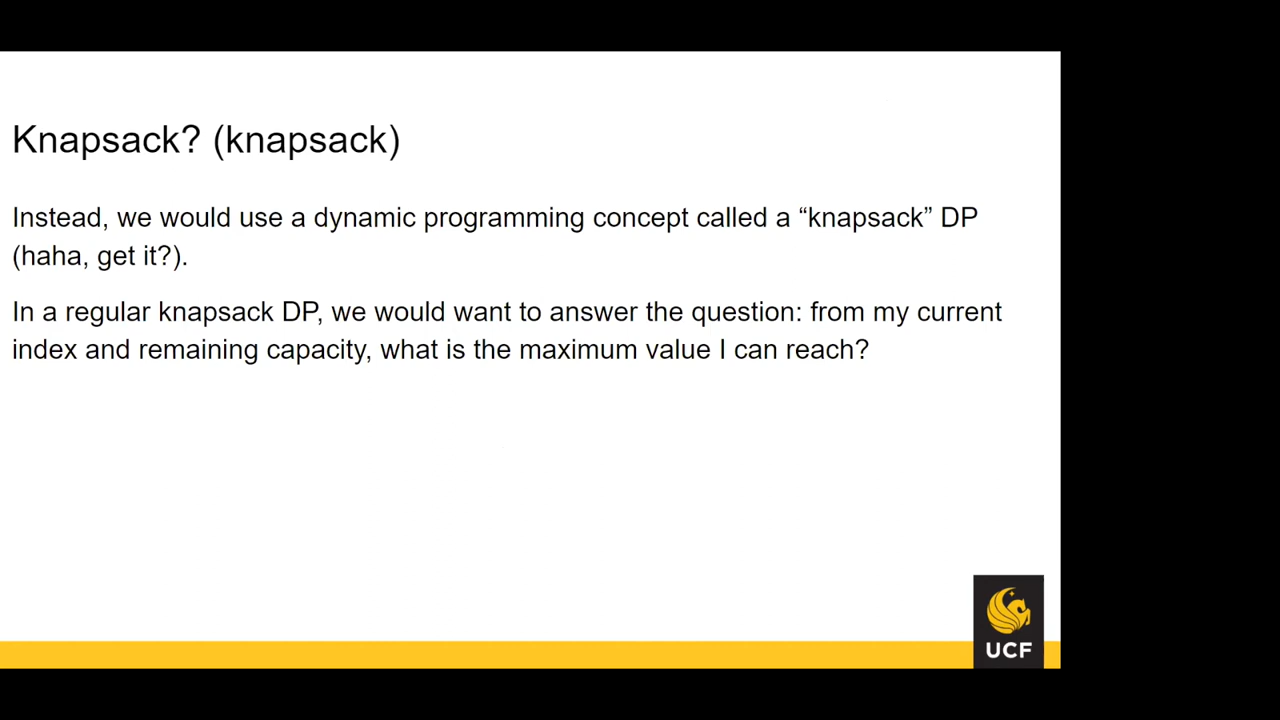 Knapsack? (knapsack)
Instead, we would use a dynamic programming concept called a “knapsack” DP
(haha, get it?).
In a regular knapsack DP, we would want to answer the question: from my current
index and remaining capacity, what is the maximum value I can reach?
UCF